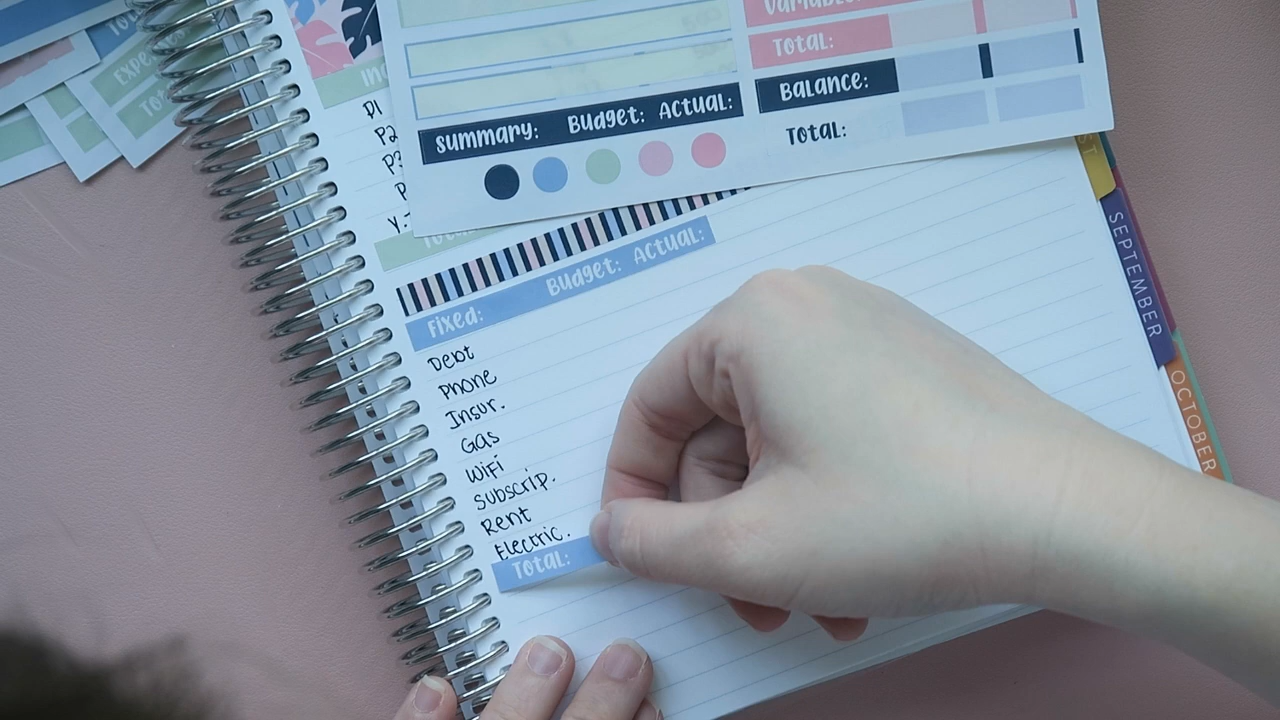 Variable
Total:
Balance:
Total:
Summary: Budget: Actual:
P1
P2
P3
P
Y
Total
Fixed: Budget: Actual:
Debt
Phone
Insur.
Gas
WiFi
Subscrip.
Rent
Electric.
Total:
SEPTEMBER
OCTOBER